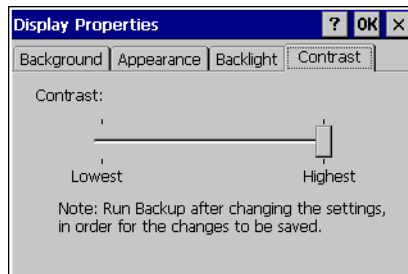 Display Properties ? OK ×
Background Appearance Backlight Contrast
Contrast:
Lowest Highest
Note: Run Backup after changing the settings,
in order for the changes to be saved.